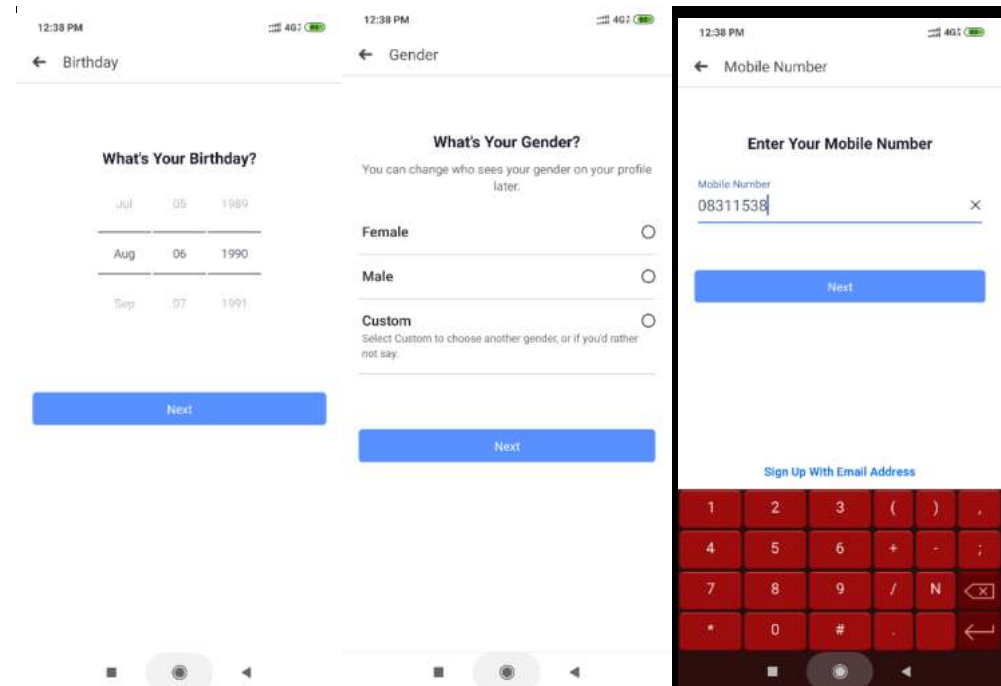 12:38 PM
4G
Birthday
What's Your Birthday?
Jul 05 1989
Aug 06 1990
Sep 07 1991
Next
12:38 PM
4G
Gender
What's Your Gender?
You can change who sees your gender on your profile
later.
Female
Male
Custom
Select Custom to choose another gender, or if you'd rather
not say.
Next
12:38 PM
4G
Mobile Number
Enter Your Mobile Number
Mobile Number
08311538
Next
Sign Up With Email Address
1 2 3 ( ) ,
4 5 6 + - ;
7 8 9 / N
* 0 # .